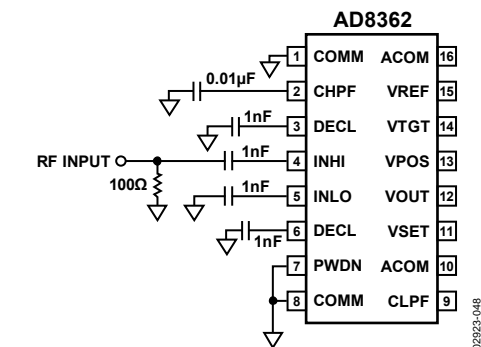 AD8362
1 COMM ACOM 16
0.01µF
2 CHPF VREF 15
1nF
3 DECL VTGT 14
1nF
RF INPUT 4 INHI VPOS 13
100Ω
1nF
5 INLO VOUT 12
6 DECL VSET 11
1nF
7 PWDN ACOM 10
8 COMM CLPF 9
02923-048